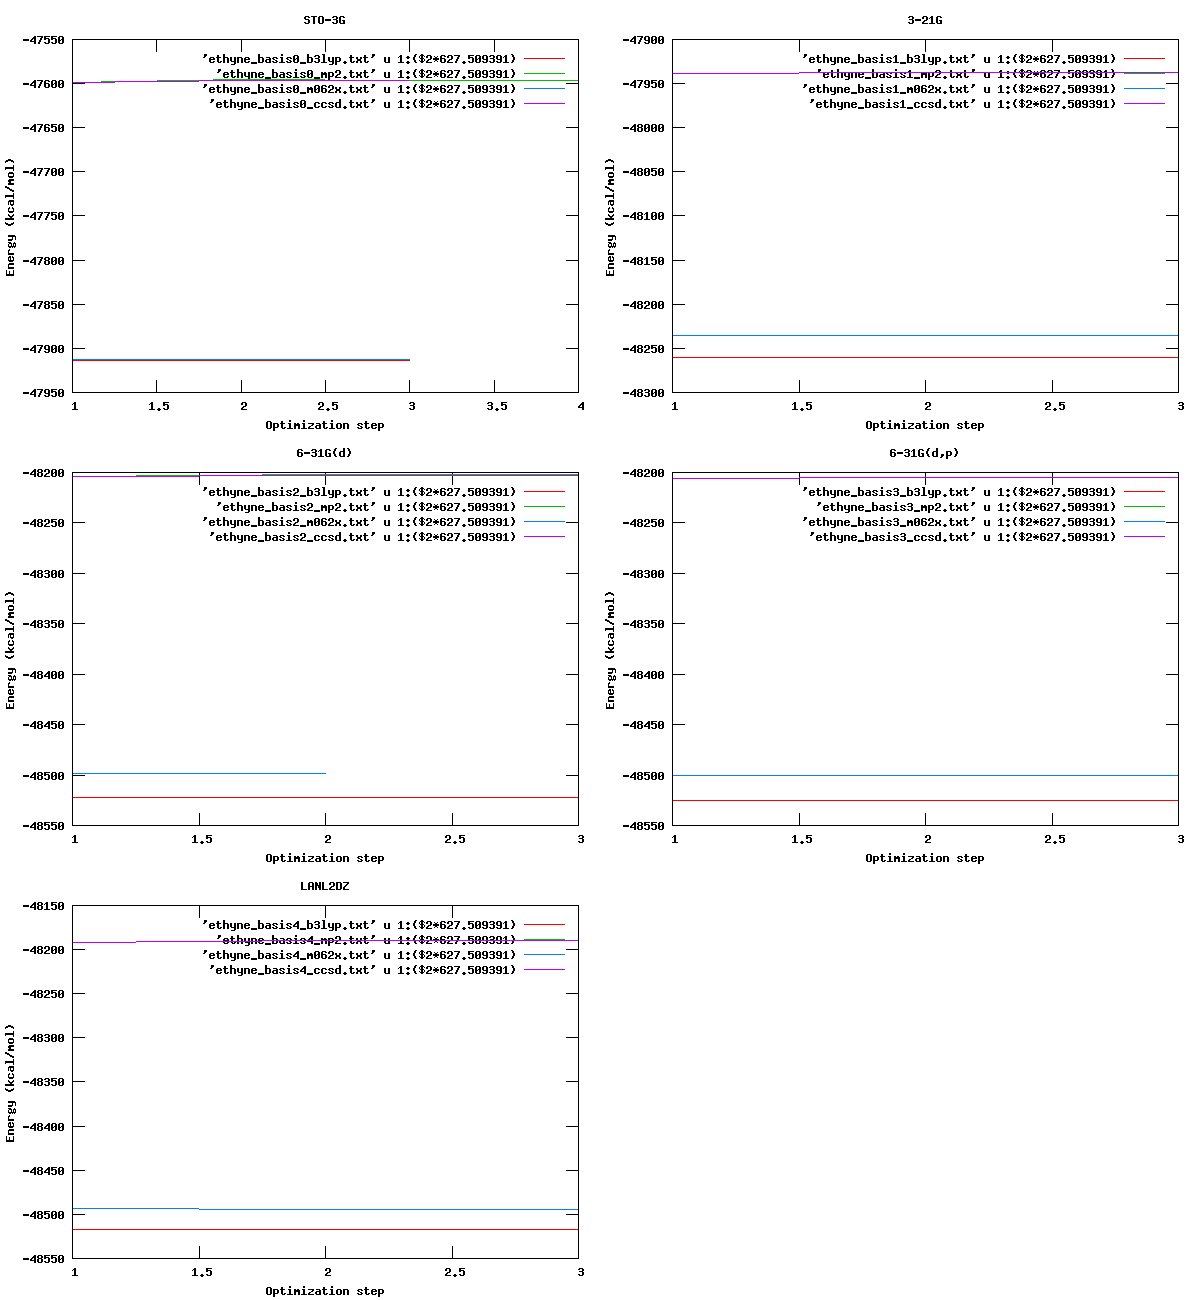 STO-3G
-47550
-47600
-47650
-47700
-47750
-47800
-47850
-47900
-47950
1 1.5 2 2.5 3 3.5 4
Energy (kcal/mol)
Optimization step
'ethyne_basis0_b3lyp.txt' u 1:($2*627.509391)
'ethyne_basis0_mp2.txt' u 1:($2*627.509391)
'ethyne_basis0_m062x.txt' u 1:($2*627.509391)
'ethyne_basis0_ccsd.txt' u 1:($2*627.509391)
3-21G
-47900
-47950
-48000
-48050
-48100
-48150
-48200
-48250
-48300
1 1.5 2 2.5 3
Energy (kcal/mol)
Optimization step
'ethyne_basis1_b3lyp.txt' u 1:($2*627.509391)
'ethyne_basis1_mp2.txt' u 1:($2*627.509391)
'ethyne_basis1_m062x.txt' u 1:($2*627.509391)
'ethyne_basis1_ccsd.txt' u 1:($2*627.509391)
6-31G(d)
-48200
-48250
-48300
-48350
-48400
-48450
-48500
-48550
1 1.5 2 2.5 3
Energy (kcal/mol)
Optimization step
'ethyne_basis2_b3lyp.txt' u 1:($2*627.509391)
'ethyne_basis2_mp2.txt' u 1:($2*627.509391)
'ethyne_basis2_m062x.txt' u 1:($2*627.509391)
'ethyne_basis2_ccsd.txt' u 1:($2*627.509391)
6-31G(d,p)
-48200
-48250
-48300
-48350
-48400
-48450
-48500
-48550
1 1.5 2 2.5 3
Energy (kcal/mol)
Optimization step
'ethyne_basis3_b3lyp.txt' u 1:($2*627.509391)
'ethyne_basis3_mp2.txt' u 1:($2*627.509391)
'ethyne_basis3_m062x.txt' u 1:($2*627.509391)
'ethyne_basis3_ccsd.txt' u 1:($2*627.509391)
LANL2DZ
-48150
-48200
-48250
-48300
-48350
-48400
-48450
-48500
-48550
1 1.5 2 2.5 3
Energy (kcal/mol)
Optimization step
'ethyne_basis4_b3lyp.txt' u 1:($2*627.509391)
'ethyne_basis4_mp2.txt' u 1:($2*627.509391)
'ethyne_basis4_m062x.txt' u 1:($2*627.509391)
'ethyne_basis4_ccsd.txt' u 1:($2*627.509391)